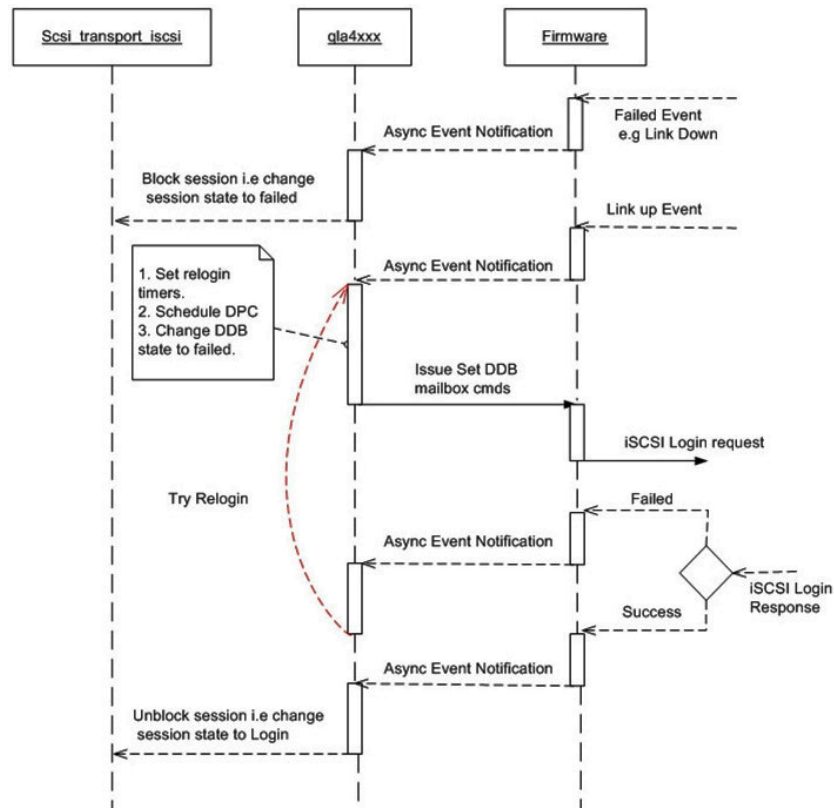 Scsi_transport_iscsi
qla4xxx
Firmware
Failed Event
e.g Link Down
Async Event Notification
Block session i.e change
session state to failed
Link up Event
Async Event Notification
1. Set relogin
timers.
2. Schedule DPC
3. Change DDB
state to failed.
Issue Set DDB
mailbox cmds
iSCSI Login request
Try Relogin
Failed
Async Event Notification
iSCSI Login
Response
Success
Async Event Notification
Unblock session i.e change
session state to Login